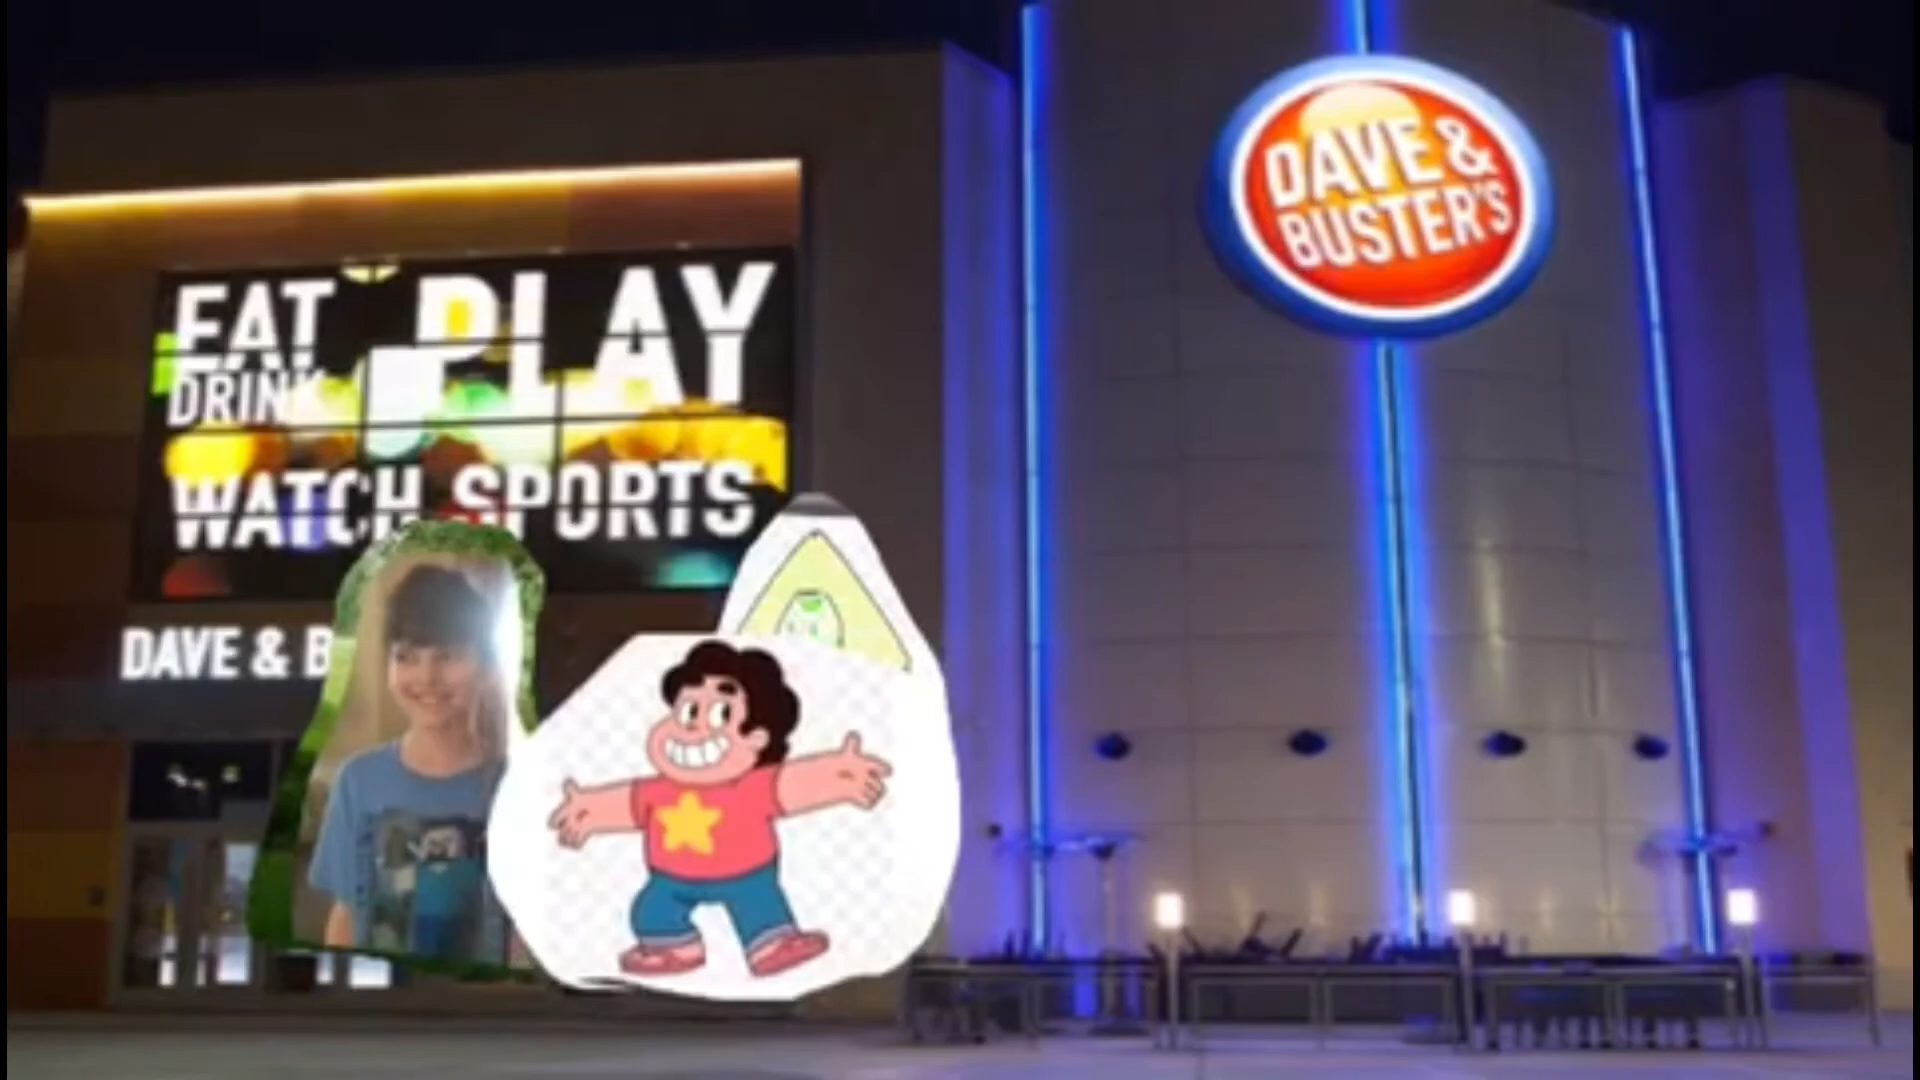 EAT PLAY
DRINK
WATCH SPORTS
DAVE & B
DAVE &
BUSTER'S